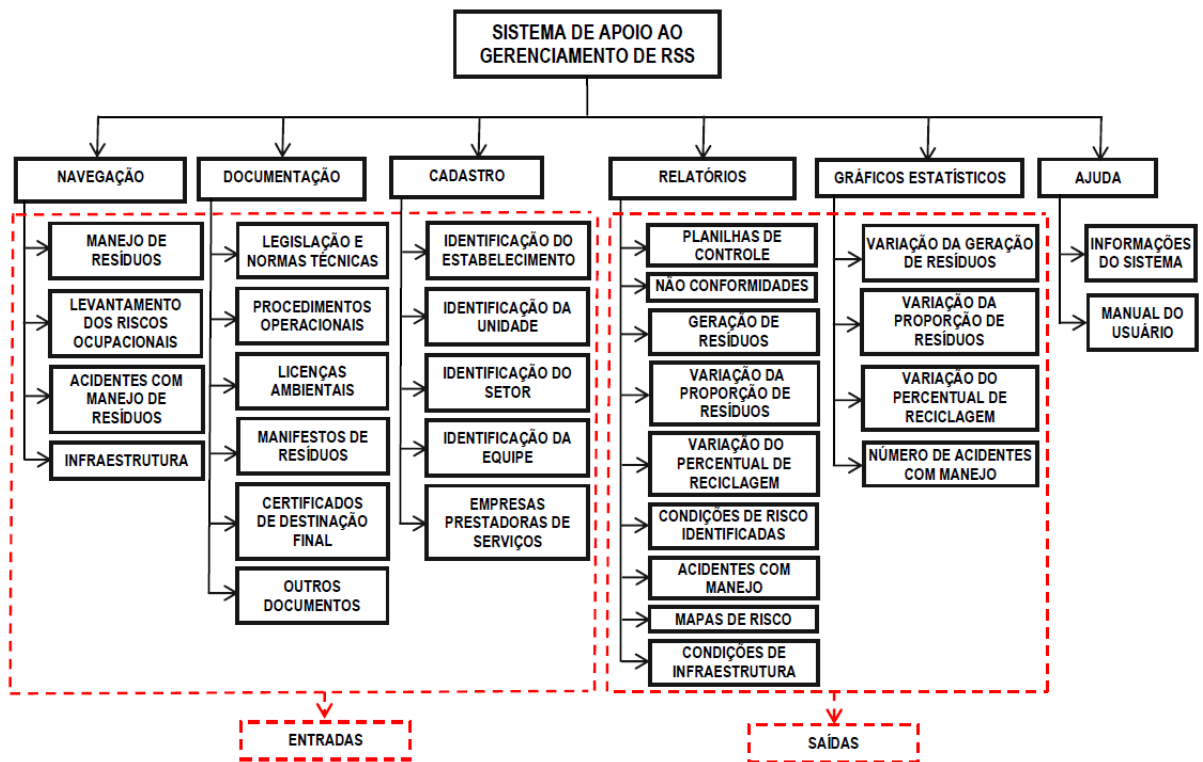 SISTEMA DE APOIO AO
GERENCIAMENTO DE RSS
NAVEGAÇÃO
MANEJO DE
RESÍDUOS
LEVANTAMENTO
DOS RISCOS
OCUPACIONAIS
ACIDENTES COM
MANEJO DE
RESÍDUOS
INFRAESTRUTURA
DOCUMENTAÇÃO
LEGISLAÇÃO E
NORMAS TÉCNICAS
PROCEDIMENTOS
OPERACIONAIS
LICENÇAS
AMBIENTAIS
MANIFESTOS DE
RESÍDUOS
CERTIFICADOS
DE DESTINAÇÃO
FINAL
OUTROS
DOCUMENTOS
CADASTRO
IDENTIFICAÇÃO DO
ESTABELECIMENTO
IDENTIFICAÇÃO DA
UNIDADE
IDENTIFICAÇÃO DO
SETOR
IDENTIFICAÇÃO DA
EQUIPE
EMPRESAS
PRESTADORAS DE
SERVIÇOS
RELATÓRIOS
PLANILHAS DE
CONTROLE
NÃO CONFORMIDADES
GERAÇÃO DE
RESÍDUOS
VARIAÇÃO DA
PROPORÇÃO DE
RESÍDUOS
VARIAÇÃO DO
PERCENTUAL DE
RECICLAGEM
CONDIÇÕES DE RISCO
IDENTIFICADAS
ACIDENTES COM
MANEJO
MAPAS DE RISCO
CONDIÇÕES DE
INFRAESTRUTURA
GRÁFICOS ESTATÍSTICOS
VARIAÇÃO DA GERAÇÃO
DE RESÍDUOS
VARIAÇÃO DA
PROPORÇÃO DE
RESÍDUOS
VARIAÇÃO DO
PERCENTUAL DE
RECICLAGEM
NÚMERO DE ACIDENTES
COM MANEJO
AJUDA
INFORMAÇÕES
DO SISTEMA
MANUAL DO
USUÁRIO
ENTRADAS
SAÍDAS